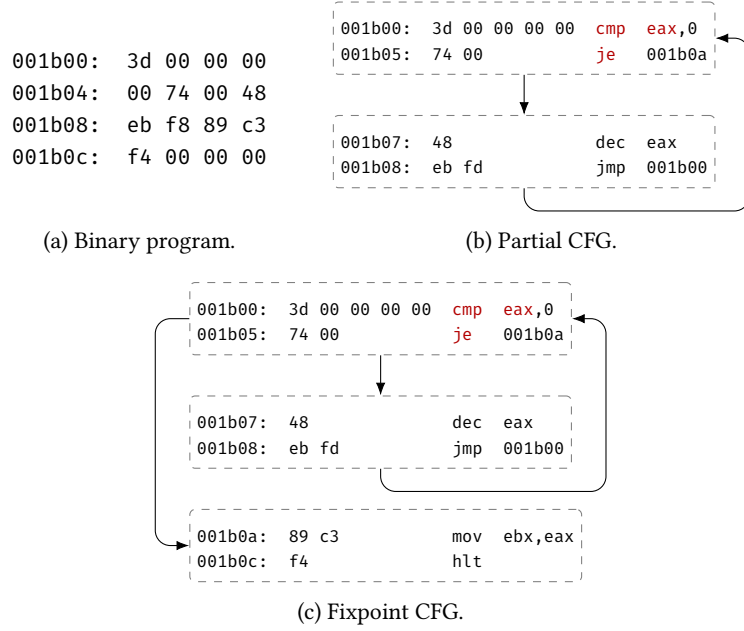 001b00: 3d 00 00 00
001b04: 00 74 00 48
001b08: eb f8 89 c3
001b0c: f4 00 00 00
(a) Binary program.
001b00: 3d 00 00 00 00 cmp eax,0
001b05: 74 00 je 001b0a
001b07: 48 dec eax
001b08: eb fd jmp 001b00
(b) Partial CFG.
001b00: 3d 00 00 00 00 cmp eax,0
001b05: 74 00 je 001b0a
001b07: 48 dec eax
001b08: eb fd jmp 001b00
001b0a: 89 c3 mov ebx,eax
001b0c: f4 hlt
(c) Fixpoint CFG.